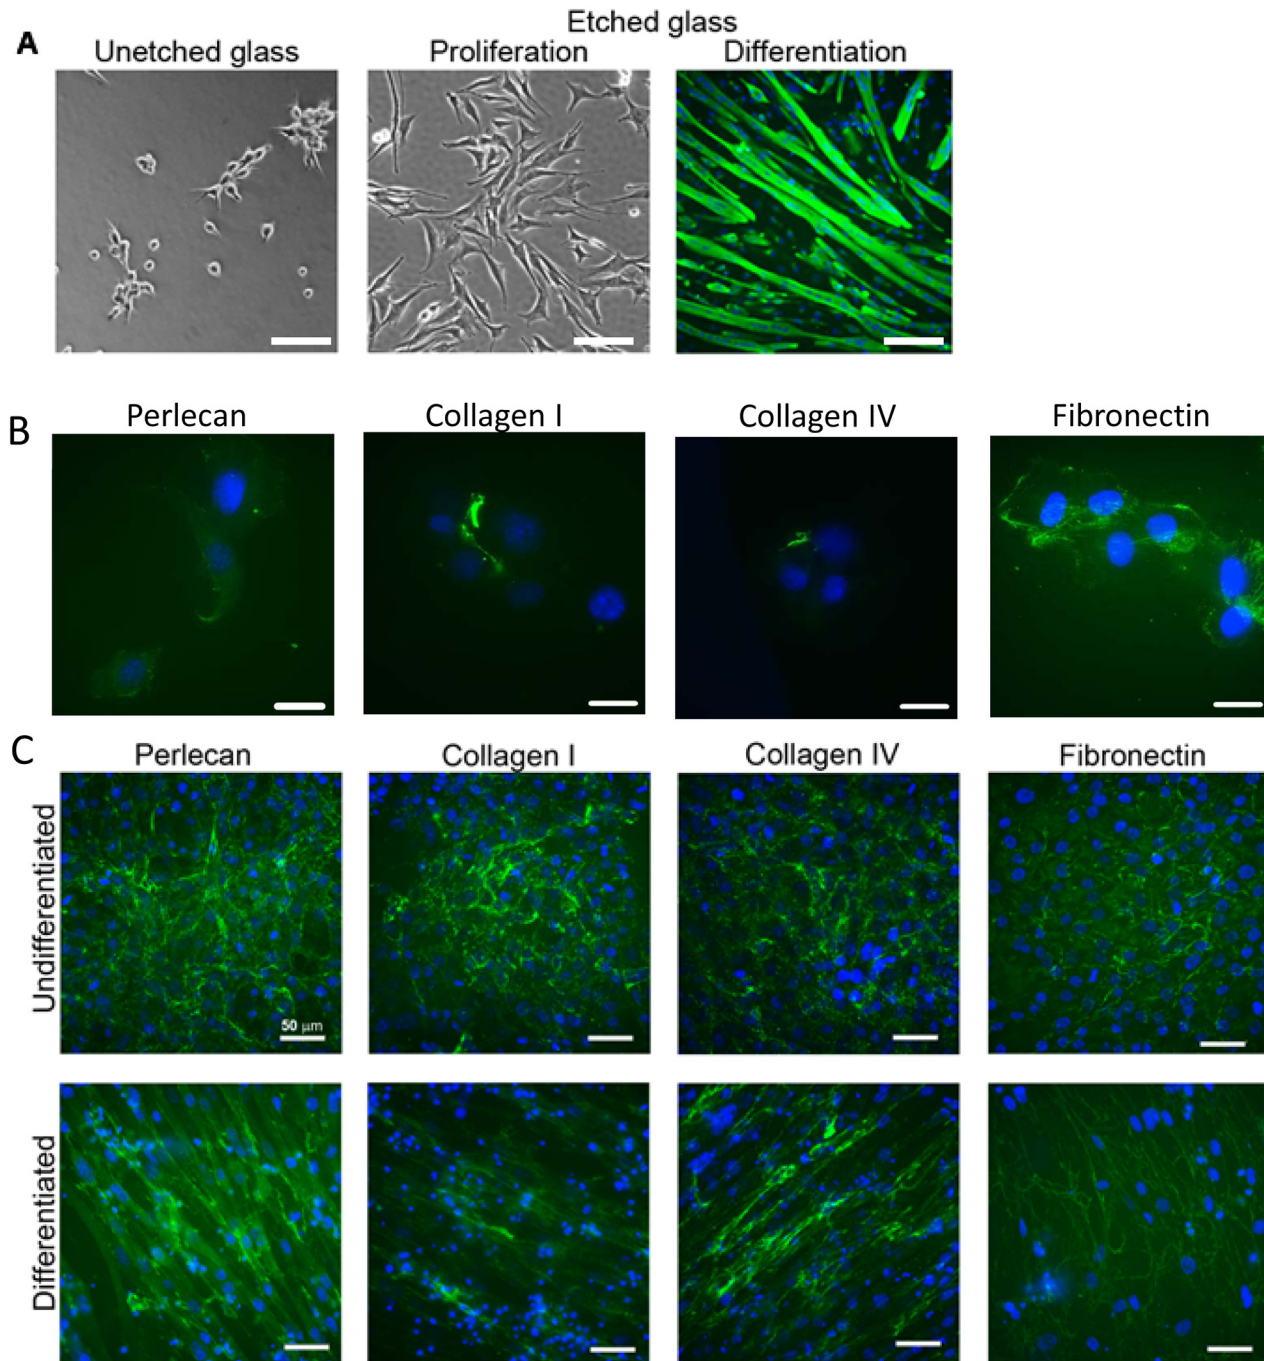 A
Etched glass
Unetched glass Proliferation Differentiation
B
Perlecan Collagen I Collagen IV Fibronectin
C
Perlecan Collagen I Collagen IV Fibronectin
Undifferentiated
50 µm
Differentiated